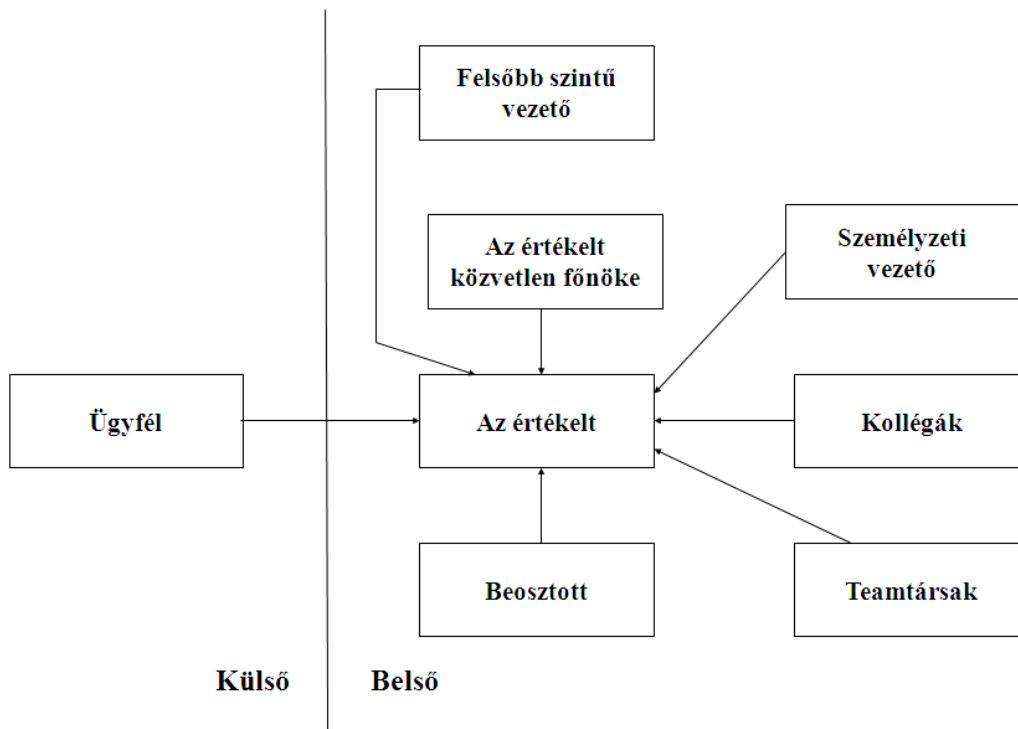 Felsőbb szintű
vezető
Az értékelt
közvetlen főnöke
Személyzeti
vezető
Ügyfél
Az értékelt
Kollégák
Beosztott
Teamtársak
Külső
Belső